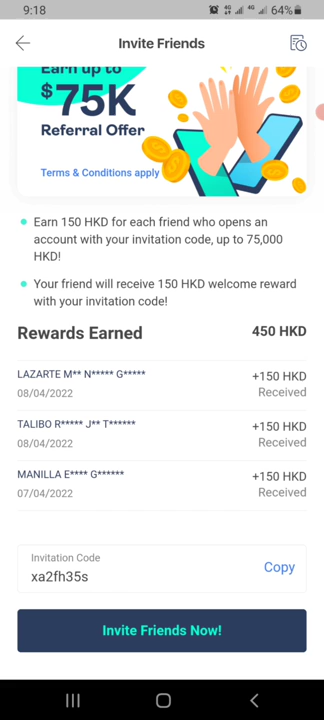 9:18
4G 4G 64%
Invite Friends
Earn up to
$75K
Referral Offer
Terms & Conditions apply
Earn 150 HKD for each friend who opens an
account with your invitation code, up to 75,000
HKD!
Your friend will receive 150 HKD welcome reward
with your invitation code!
Rewards Earned 450 HKD
LAZARTE M** N***** G***** +150 HKD
08/04/2022 Received
TALIBO R***** J** T****** +150 HKD
08/04/2022 Received
MANILLA E**** G****** +150 HKD
07/04/2022 Received
Invitation Code
xa2fh35s Copy
Invite Friends Now!